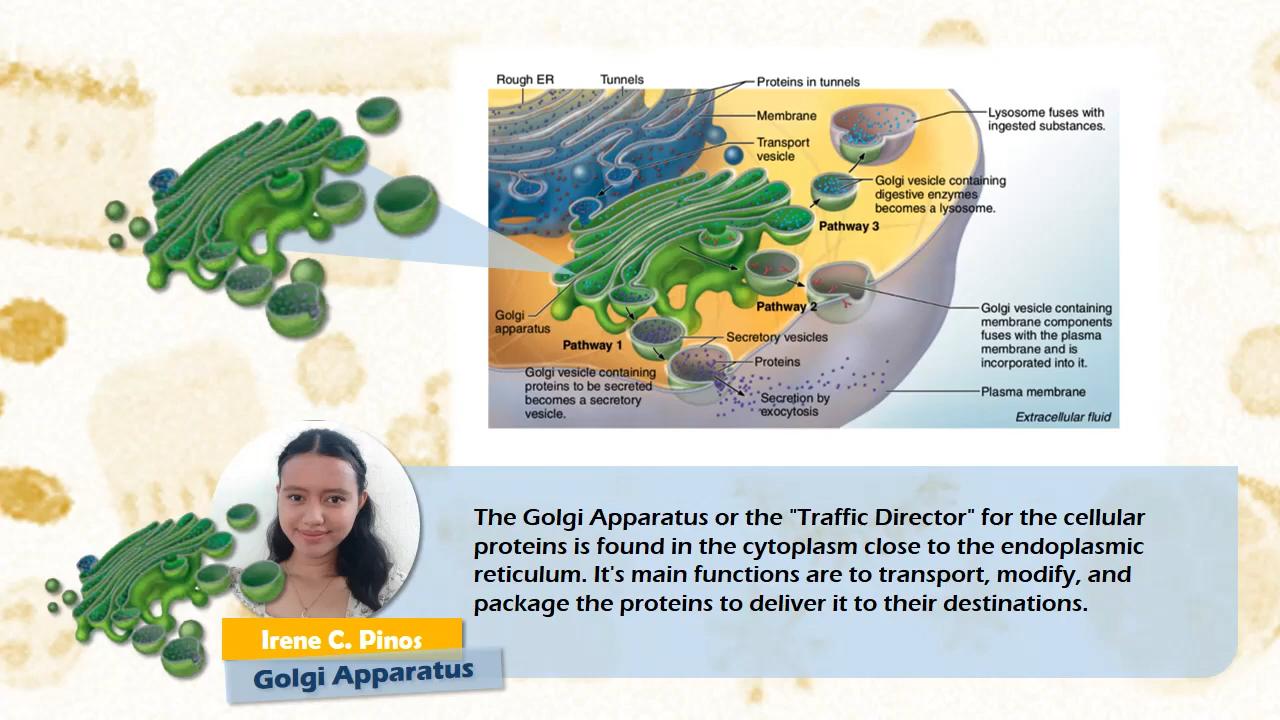 Rough ER
Tunnels
Proteins in tunnels
Membrane
Transport
vesicle
Lysosome fuses with
ingested substances.
Golgi vesicle containing
digestive enzymes
becomes a lysosome.
Pathway 3
Golgi
apparatus
Pathway 1
Pathway 2
Golgi vesicle containing
proteins to be secreted
becomes a secretory
vesicle.
Secretory vesicles
Proteins
Secretion by
exocytosis
Golgi vesicle containing
membrane components
fuses with the plasma
membrane and is
incorporated into it.
Plasma membrane
Extracellular fluid
The Golgi Apparatus or the "Traffic Director" for the cellular
proteins is found in the cytoplasm close to the endoplasmic
reticulum. It's main functions are to transport, modify, and
package the proteins to deliver it to their destinations.
Irene C. Pinos
Golgi Apparatus